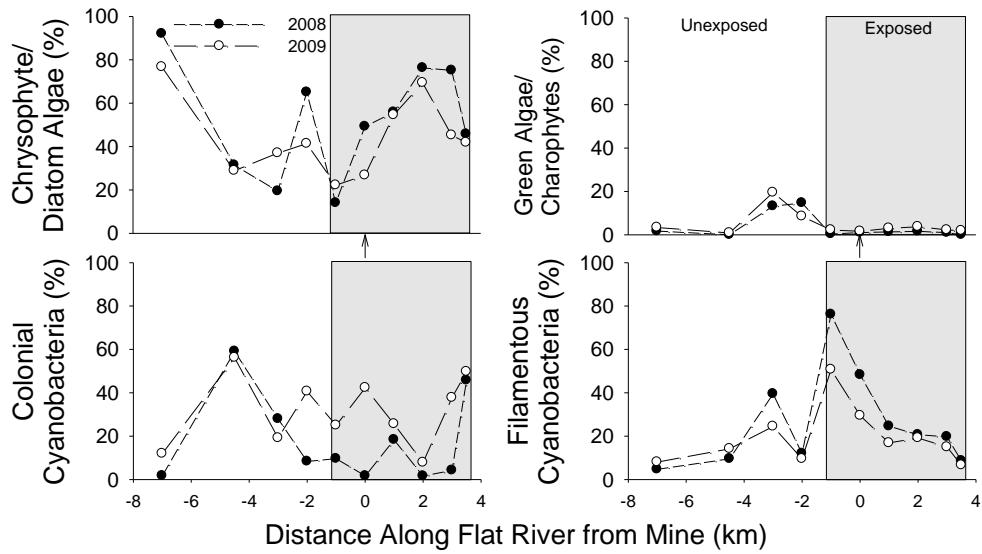 2008
2009
Chrysophyte/
Diatom Algae (%)
100
80
60
40
20
0
Unexposed
Exposed
Green Algae/
Charophytes (%)
100
80
60
40
20
0
Colonial
Cyanobacteria (%)
100
80
60
40
20
0
-8 -6 -4 -2 0 2 4
Filamentous
Cyanobacteria (%)
100
80
60
40
20
0
-8 -6 -4 -2 0 2 4
Distance Along Flat River from Mine (km)